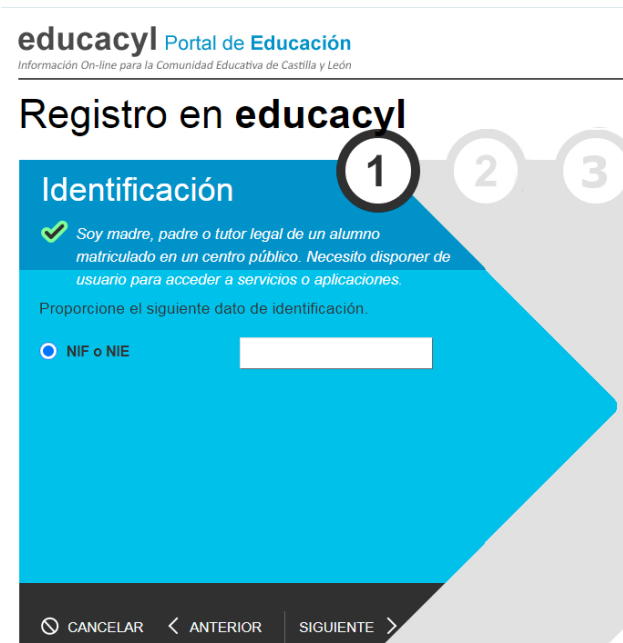 educacyl Portal de Educación
Información On-line para la Comunidad Educativa de Castilla y León
Registro en educacyl
1
2
3
Identificación
Soy madre, padre o tutor legal de un alumno
matriculado en un centro público. Necesito disponer de
usuario para acceder a servicios o aplicaciones.
Proporcione el siguiente dato de identificación.
NIF o NIE
CANCELAR ANTERIOR SIGUIENTE